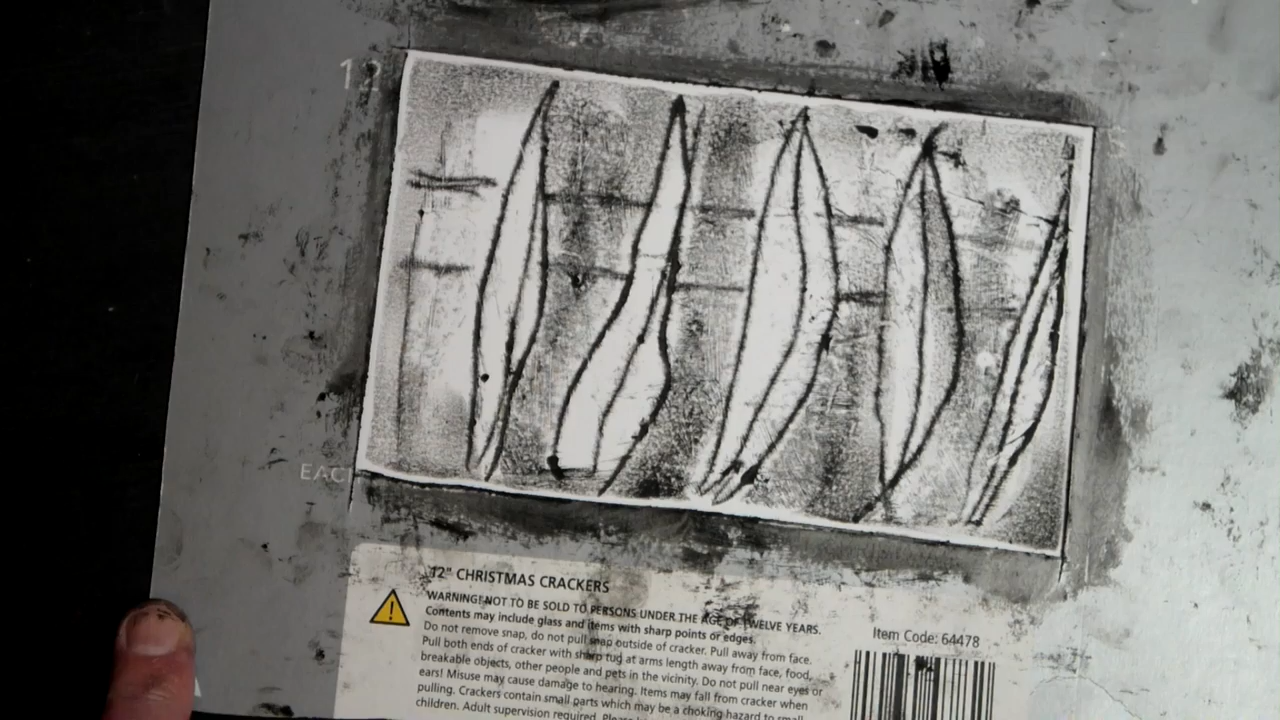 12
EAC
12" CHRISTMAS CRACKERS
WARNING! NOT TO BE SOLD TO PERSONS UNDER THE AGE OF TWELVE YEARS.
Contents may include glass and items with sharp points or edges.
Do not remove snap, do not pull snap outside of cracker. Pull away from face.
Pull both ends of cracker with sharp tug at arms length away from face, food,
breakable objects, other people and pets in the vicinity. Do not pull near eyes or
ears! Misuse may cause damage to hearing. Items may fall from cracker when
pulling. Crackers contain small parts which may be a choking hazard to small
children. Adult supervision required.
Item Code: 64478